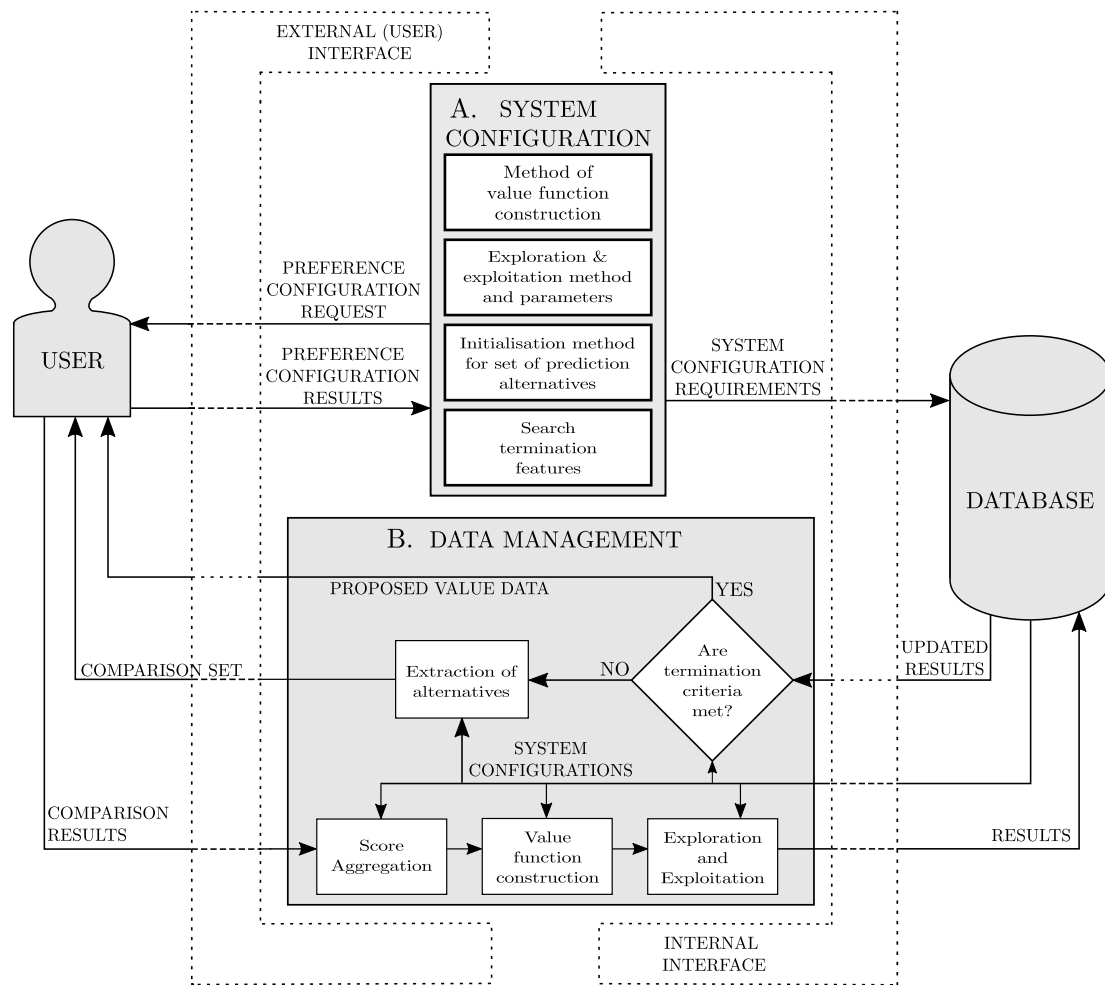 EXTERNAL (USER)
INTERFACE
A. SYSTEM
CONFIGURATION
Method of
value function
construction
Exploration &
exploitation method
and parameters
Initialisation method
for set of prediction
alternatives
Search
termination
features
PREFERENCE
CONFIGURATION
REQUEST
PREFERENCE
CONFIGURATION
RESULTS
USER
SYSTEM
CONFIGURATION
REQUIREMENTS
DATABASE
B. DATA MANAGEMENT
PROPOSED VALUE DATA
YES
COMPARISON SET
Extraction of
alternatives
NO
Are
termination
criteria
met?
UPDATED
RESULTS
SYSTEM
CONFIGURATIONS
COMPARISON
RESULTS
Score
Aggregation
Value
function
construction
Exploration
and
Exploitation
RESULTS
INTERNAL
INTERFACE